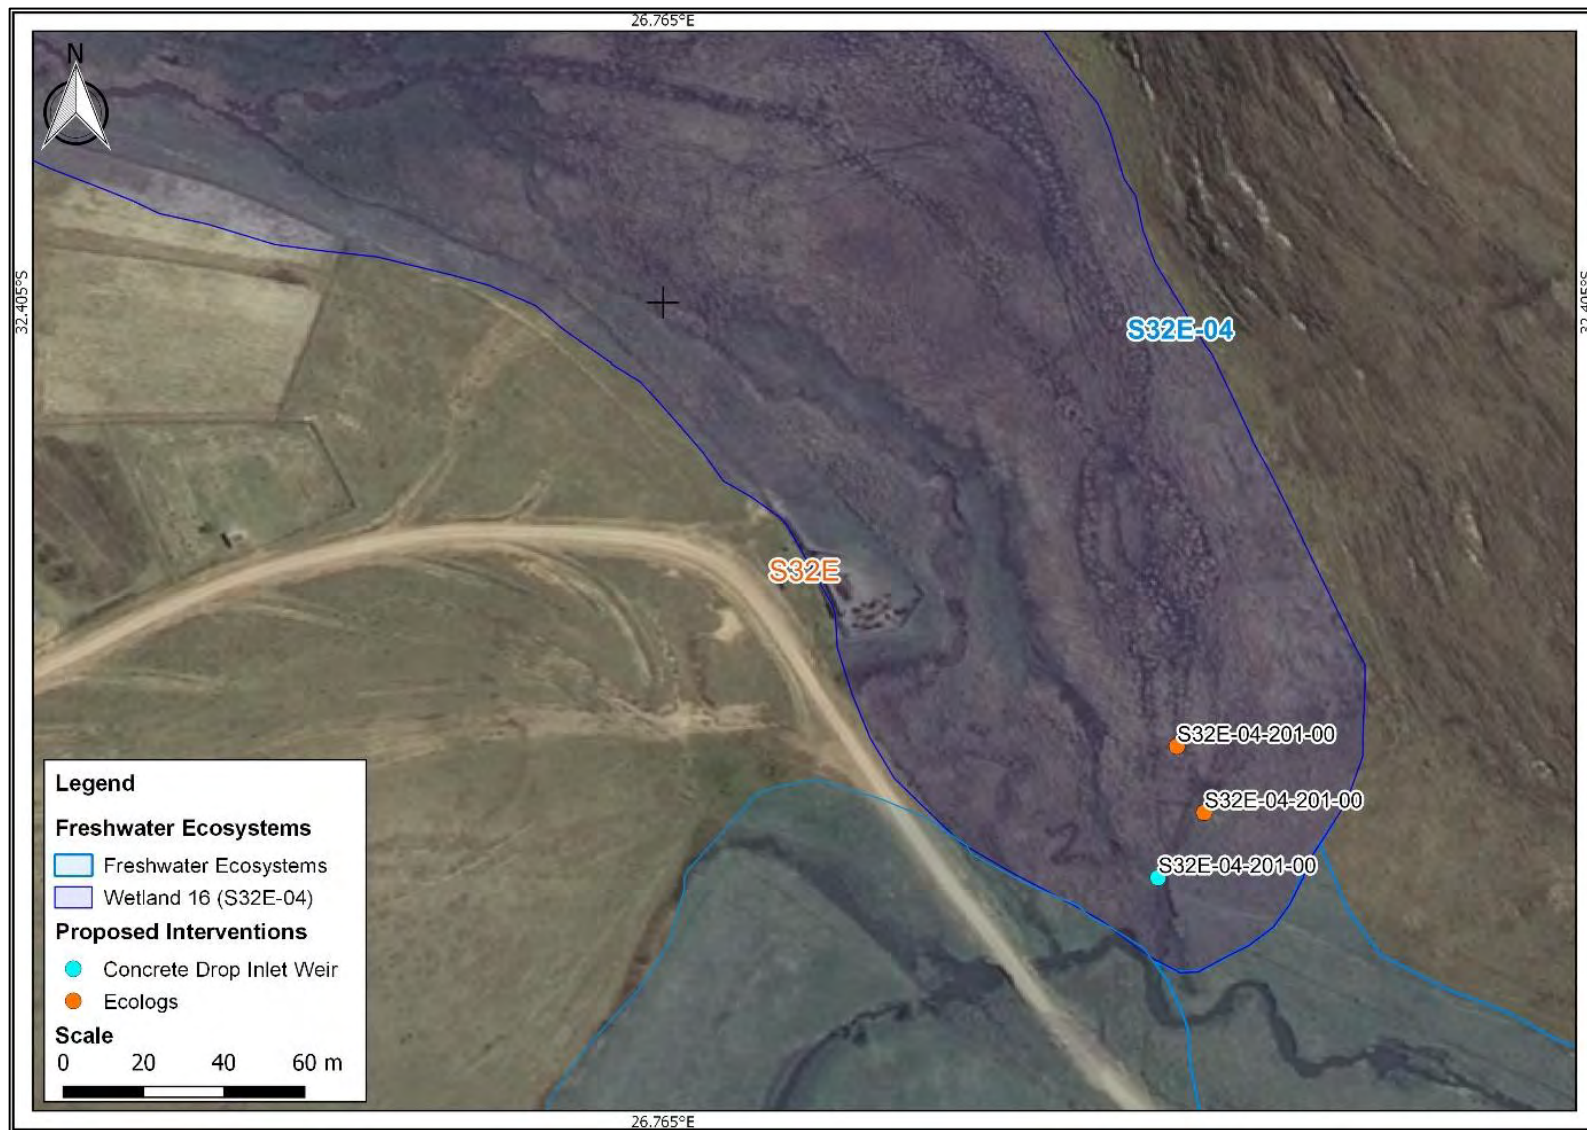 26.765°E
N
32.405°S
32.405°S
S32E-04
S32E
S32E-04-201-00
S32E-04-201-00
S32E-04-201-00
Legend
Freshwater Ecosystems
Freshwater Ecosystems
Wetland 16 (S32E-04)
Proposed Interventions
Concrete Drop Inlet Weir
Ecologs
Scale
0 20 40 60 m
26.765°E